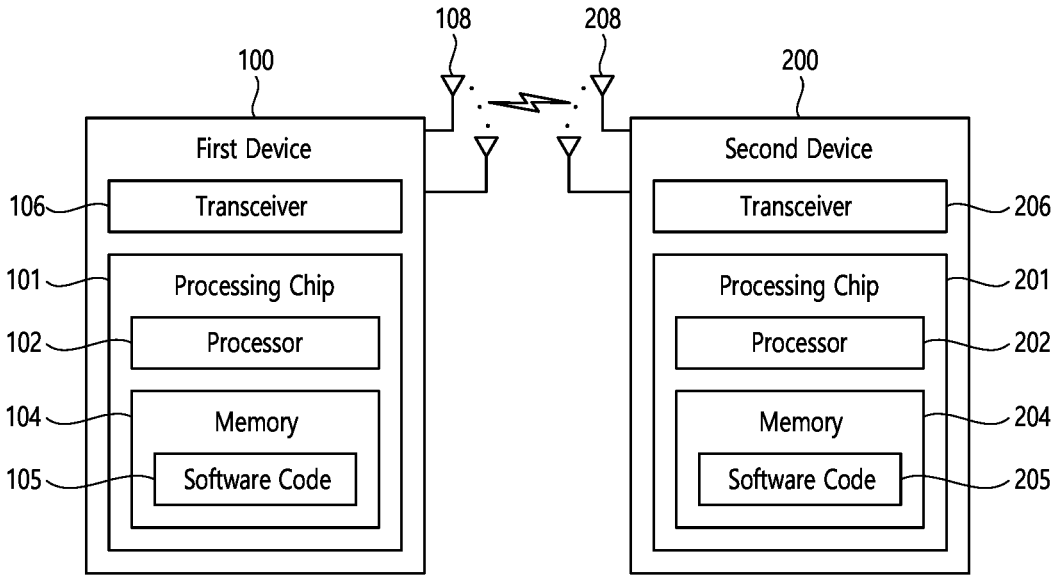 108
208
100
200
First Device
Second Device
106
Transceiver
Transceiver
206
101
Processing Chip
Processing Chip
201
102
Processor
Processor
202
104
Memory
Memory
204
105
Software Code
Software Code
205